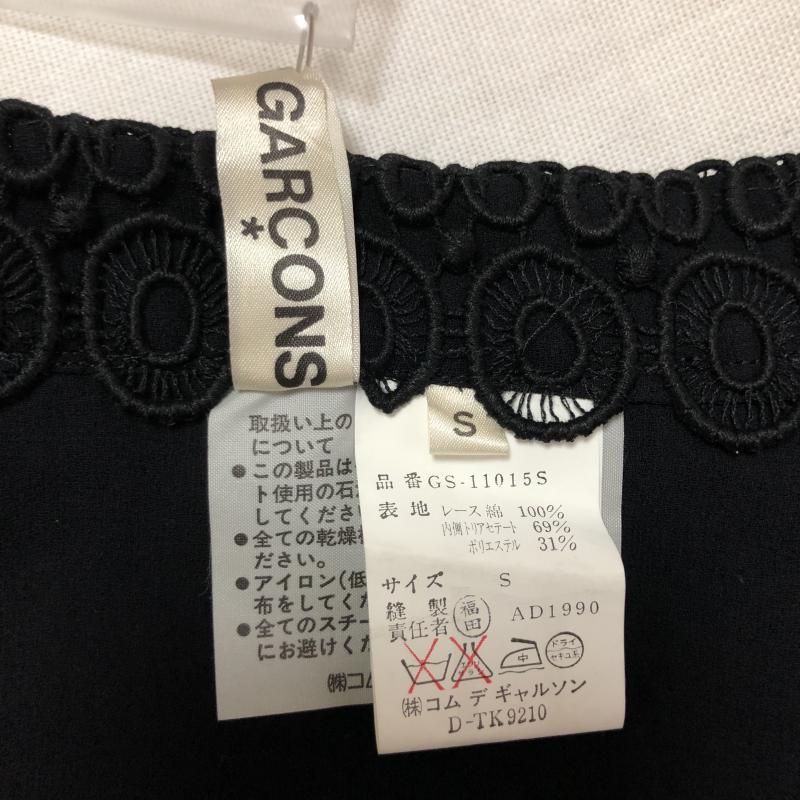 GARCONS
*
S
取扱い上の
について
●この製品は
ト使用の石
してくださ
●全ての乾燥
ださい。
●アイロン(低
布をしてくだ
●全てのスチー
にお避けくだ
㈱コム
品番 GS-11015S
表地 レース綿 100%
内側トリアセテート 69%
ポリエステル 31%
サイズ S
縫製
責任者 福田 AD1990
中 ドライ セキユ系
㈱コム デ ギャルソン
D-TK9210